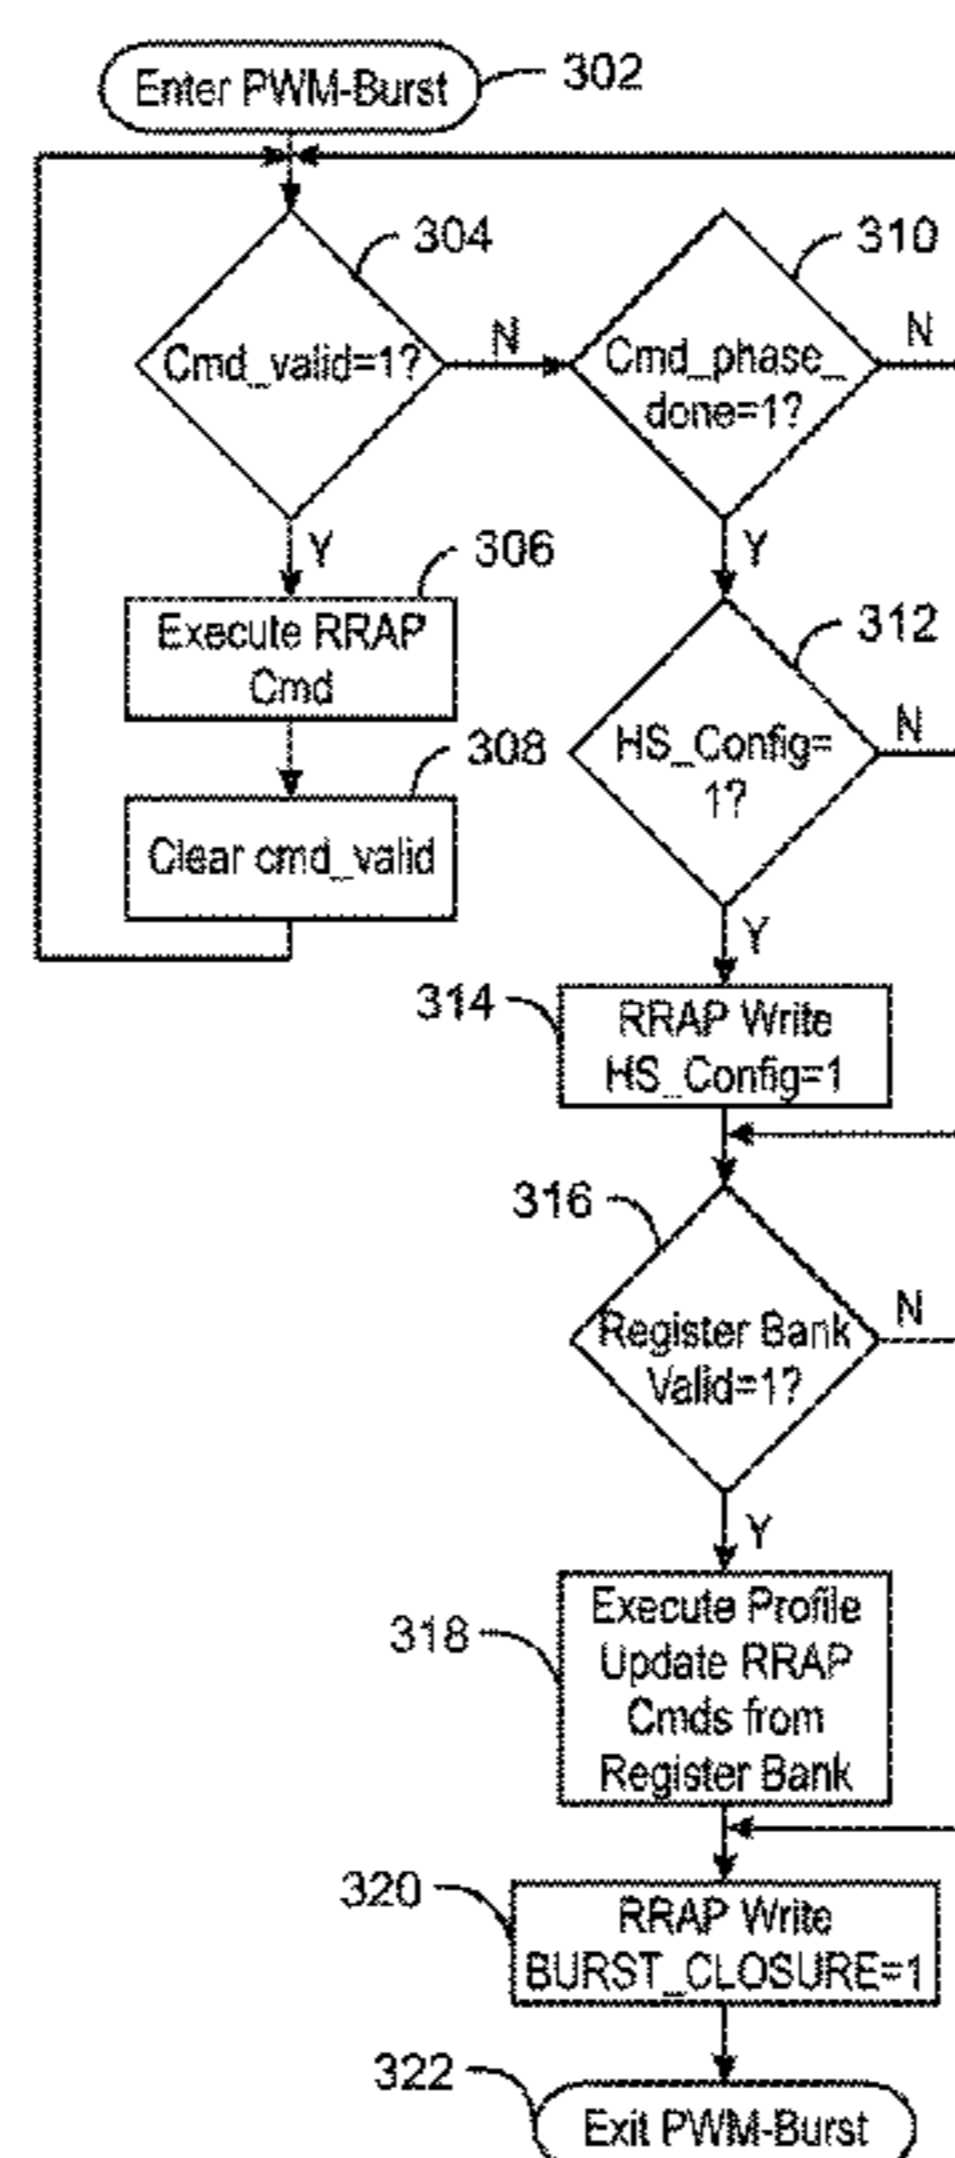 Enter PWM-Burst
302
304
Cmd_valid=1?
N
Y
306
Execute RRAP
Cmd
308
Clear cmd_valid
310
Cmd_phase_
done=1?
N
Y
312
HS_Config=
1?
N
Y
314
RRAP Write
HS_Config=1
316
Register Bank
Valid=1?
N
Y
318
Execute Profile
Update RRAP
Cmds from
Register Bank
320
RRAP Write
BURST_CLOSURE=1
322
Exit PWM-Burst